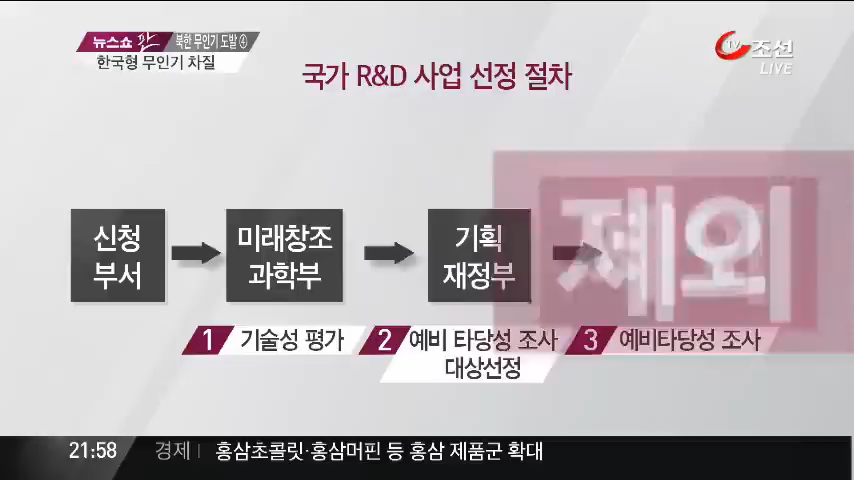 뉴스쇼 판 북한 무인기 도발 ④
한국형 무인기 차질
TV조선
LIVE
국가 R&D 사업 선정 절차
신청
부서
미래창조
과학부
기획
재정부
제외
1 기술성 평가
2 예비 타당성 조사
대상선정
3 예비타당성 조사
21:58 경제 홍삼초콜릿·홍삼머핀 등 홍삼 제품군 확대